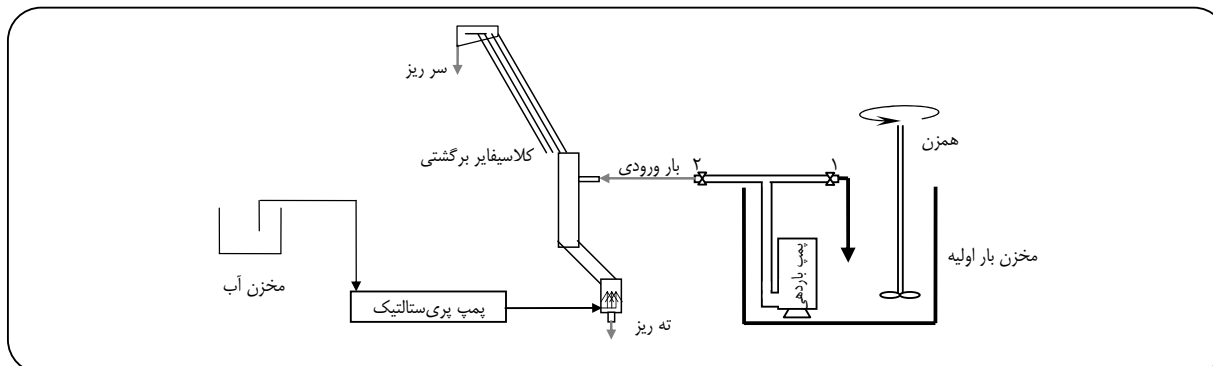 سر ریز
همزن
کلاسیفایر برگشتی
بار ورودی
۲
۱
مخزن بار اولیه
پمپ باردهی
مخزن آب
پمپ پری‌ستالتیک
ته ریز